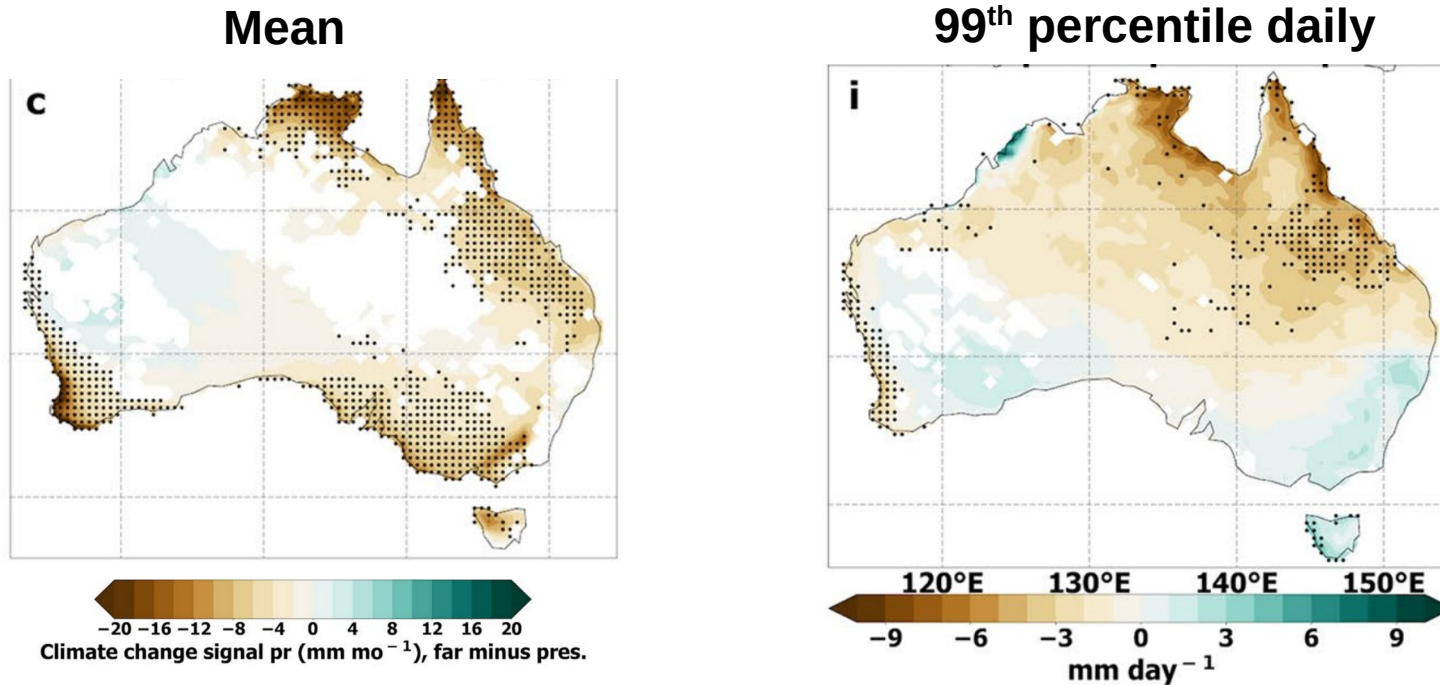 Mean
99th percentile daily
c
i
120°E 130°E 140°E 150°E
−20 −16 −12 −8 −4 0 4 8 12 16 20
−9 −6 −3 0 3 6 9
Climate change signal pr (mm mo⁻¹), far minus pres.
mm day⁻¹